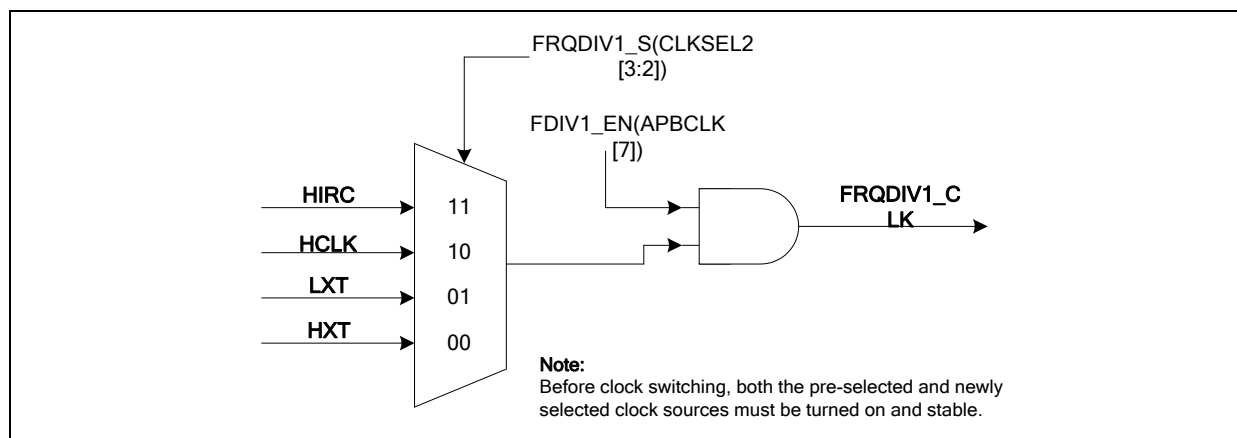 FRQDIV1_S(CLKSEL2
[3:2])
FDIV1_EN(APBCLK
[7])
HIRC
11
HCLK
10
LXT
01
HXT
00
FRQDIV1_C
LK
Note:
Before clock switching, both the pre-selected and newly
selected clock sources must be turned on and stable.